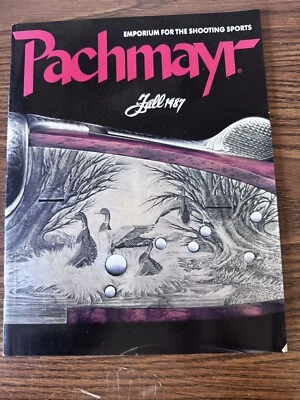 EMPORIUM FOR THE SHOOTING SPORTS
Pachmayr®
Fall 1987